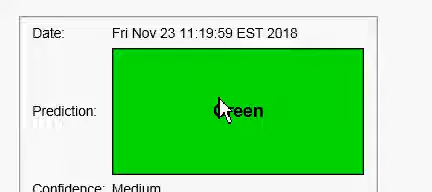 Date: Fri Nov 23 11:19:59 EST 2018
Prediction: Green
Confidence: Medium